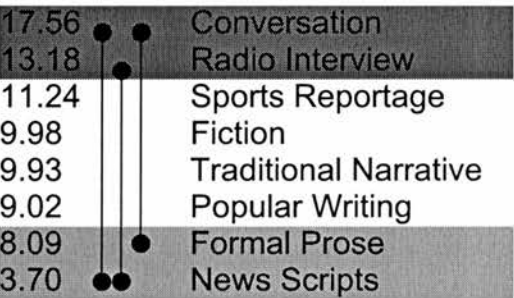 17.56 Conversation
13.18 Radio Interview
11.24 Sports Reportage
9.98 Fiction
9.93 Traditional Narrative
9.02 Popular Writing
8.09 Formal Prose
3.70 News Scripts